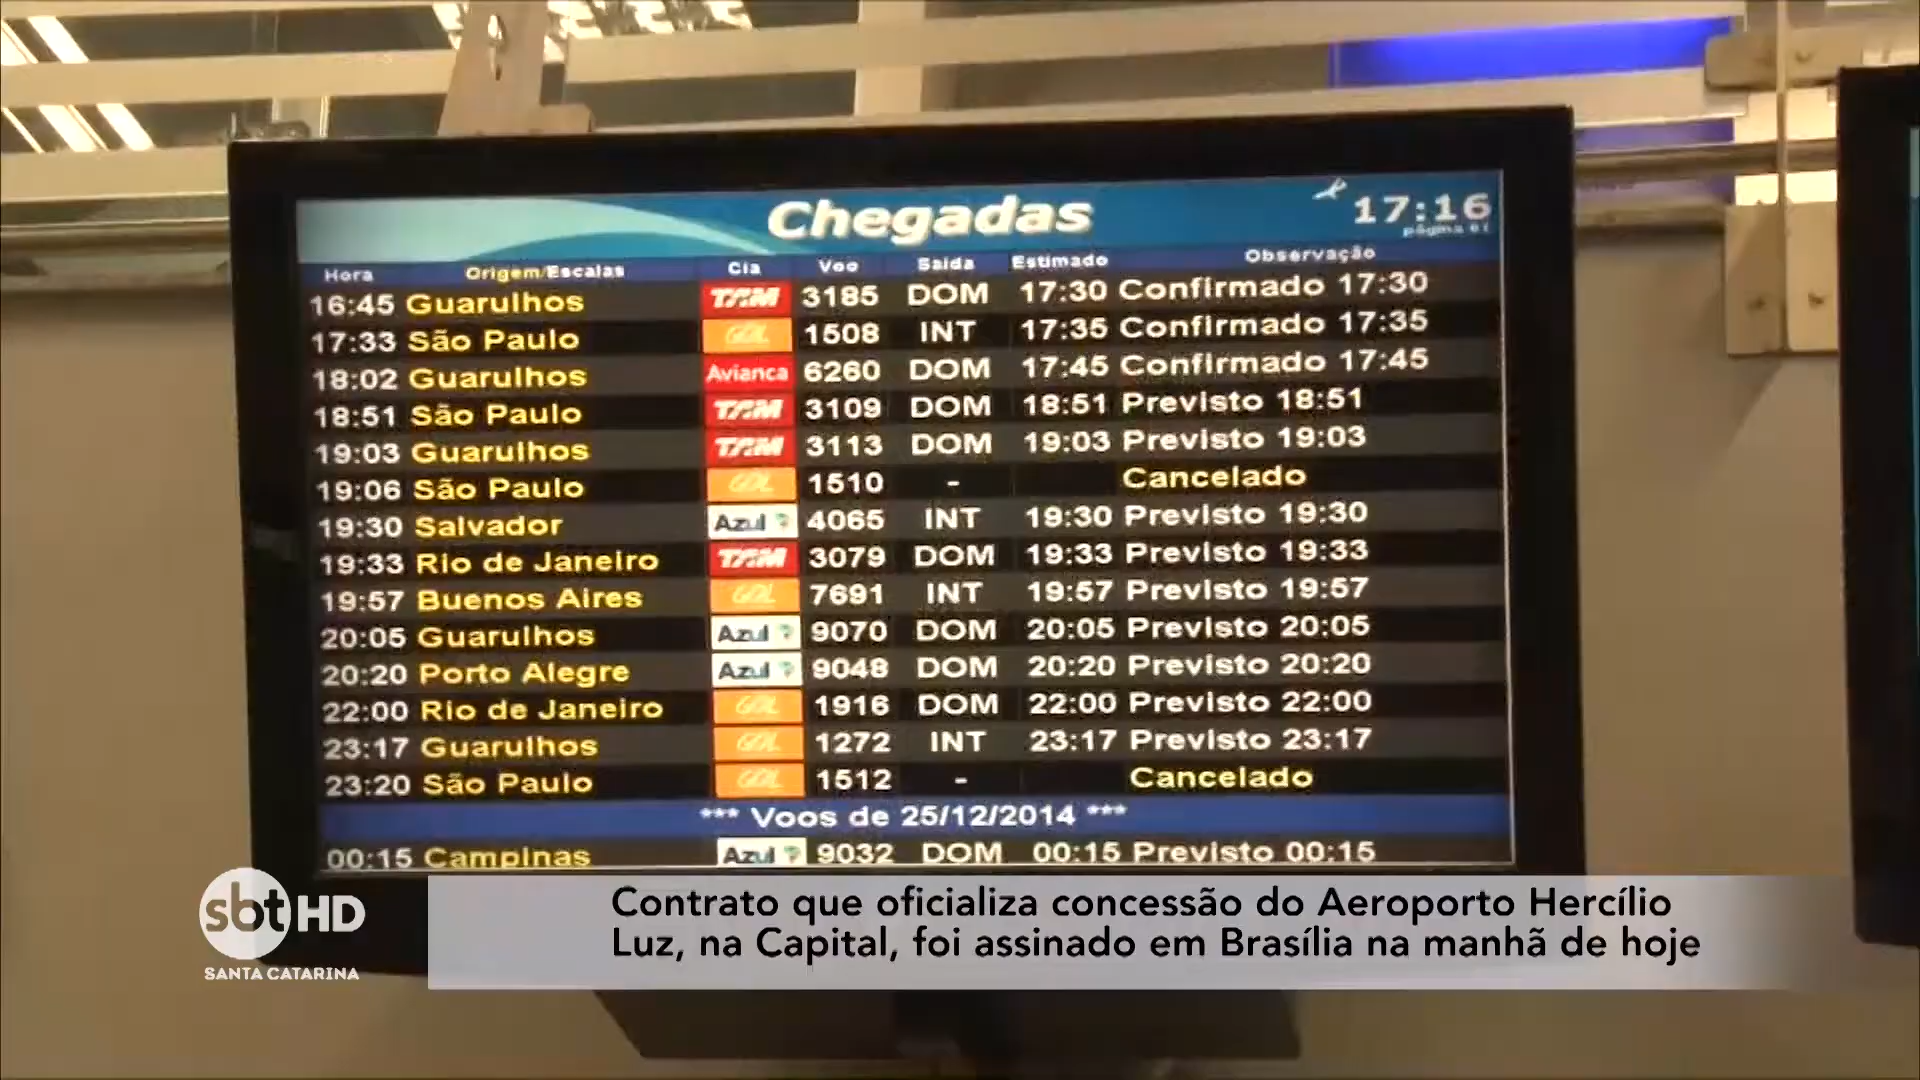 Chegadas
17:16
página 01
Hora Origem/Escalas Cia Voo Saída Estimado Observação
16:45 Guarulhos TAM 3185 DOM 17:30 Confirmado 17:30
17:33 São Paulo GOL 1508 INT 17:35 Confirmado 17:35
18:02 Guarulhos Avianca 6260 DOM 17:45 Confirmado 17:45
18:51 São Paulo TAM 3109 DOM 18:51 Previsto 18:51
19:03 Guarulhos TAM 3113 DOM 19:03 Previsto 19:03
19:06 São Paulo GOL 1510 - Cancelado
19:30 Salvador Azul 4065 INT 19:30 Previsto 19:30
19:33 Rio de Janeiro TAM 3079 DOM 19:33 Previsto 19:33
19:57 Buenos Aires GOL 7691 INT 19:57 Previsto 19:57
20:05 Guarulhos Azul 9070 DOM 20:05 Previsto 20:05
20:20 Porto Alegre Azul 9048 DOM 20:20 Previsto 20:20
22:00 Rio de Janeiro GOL 1916 DOM 22:00 Previsto 22:00
23:17 Guarulhos GOL 1272 INT 23:17 Previsto 23:17
23:20 São Paulo GOL 1512 - Cancelado
*** Voos de 25/12/2014 ***
00:15 Campinas Azul 9032 DOM 00:15 Previsto 00:15
sbt HD
SANTA CATARINA
Contrato que oficializa concessão do Aeroporto Hercílio
Luz, na Capital, foi assinado em Brasília na manhã de hoje